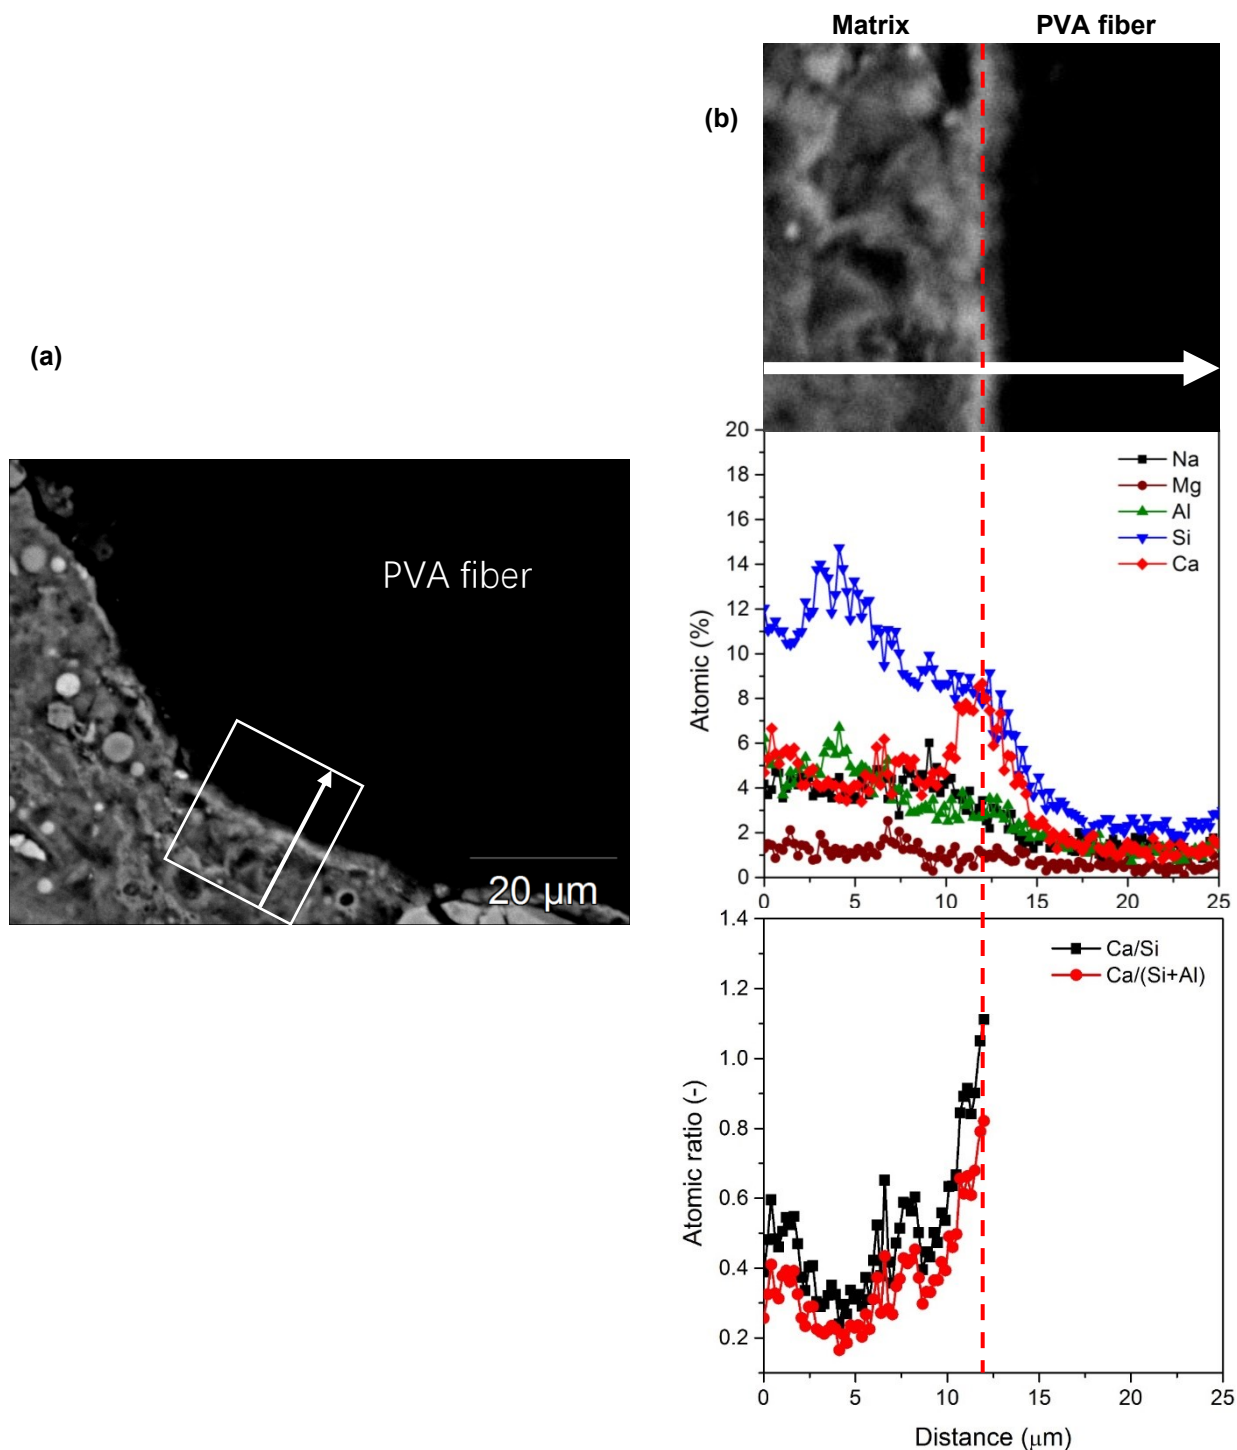 Matrix PVA fiber
(b)
(a)
PVA fiber
20 μm
20
18
16
14
12
10
8
6
4
2
0
Atomic (%)
Na
Mg
Al
Si
Ca
0 5 10 15 20 25
1.4
1.2
1.0
0.8
0.6
0.4
0.2
Atomic ratio (-)
Ca/Si
Ca/(Si+Al)
0 5 10 15 20 25
Distance (μm)